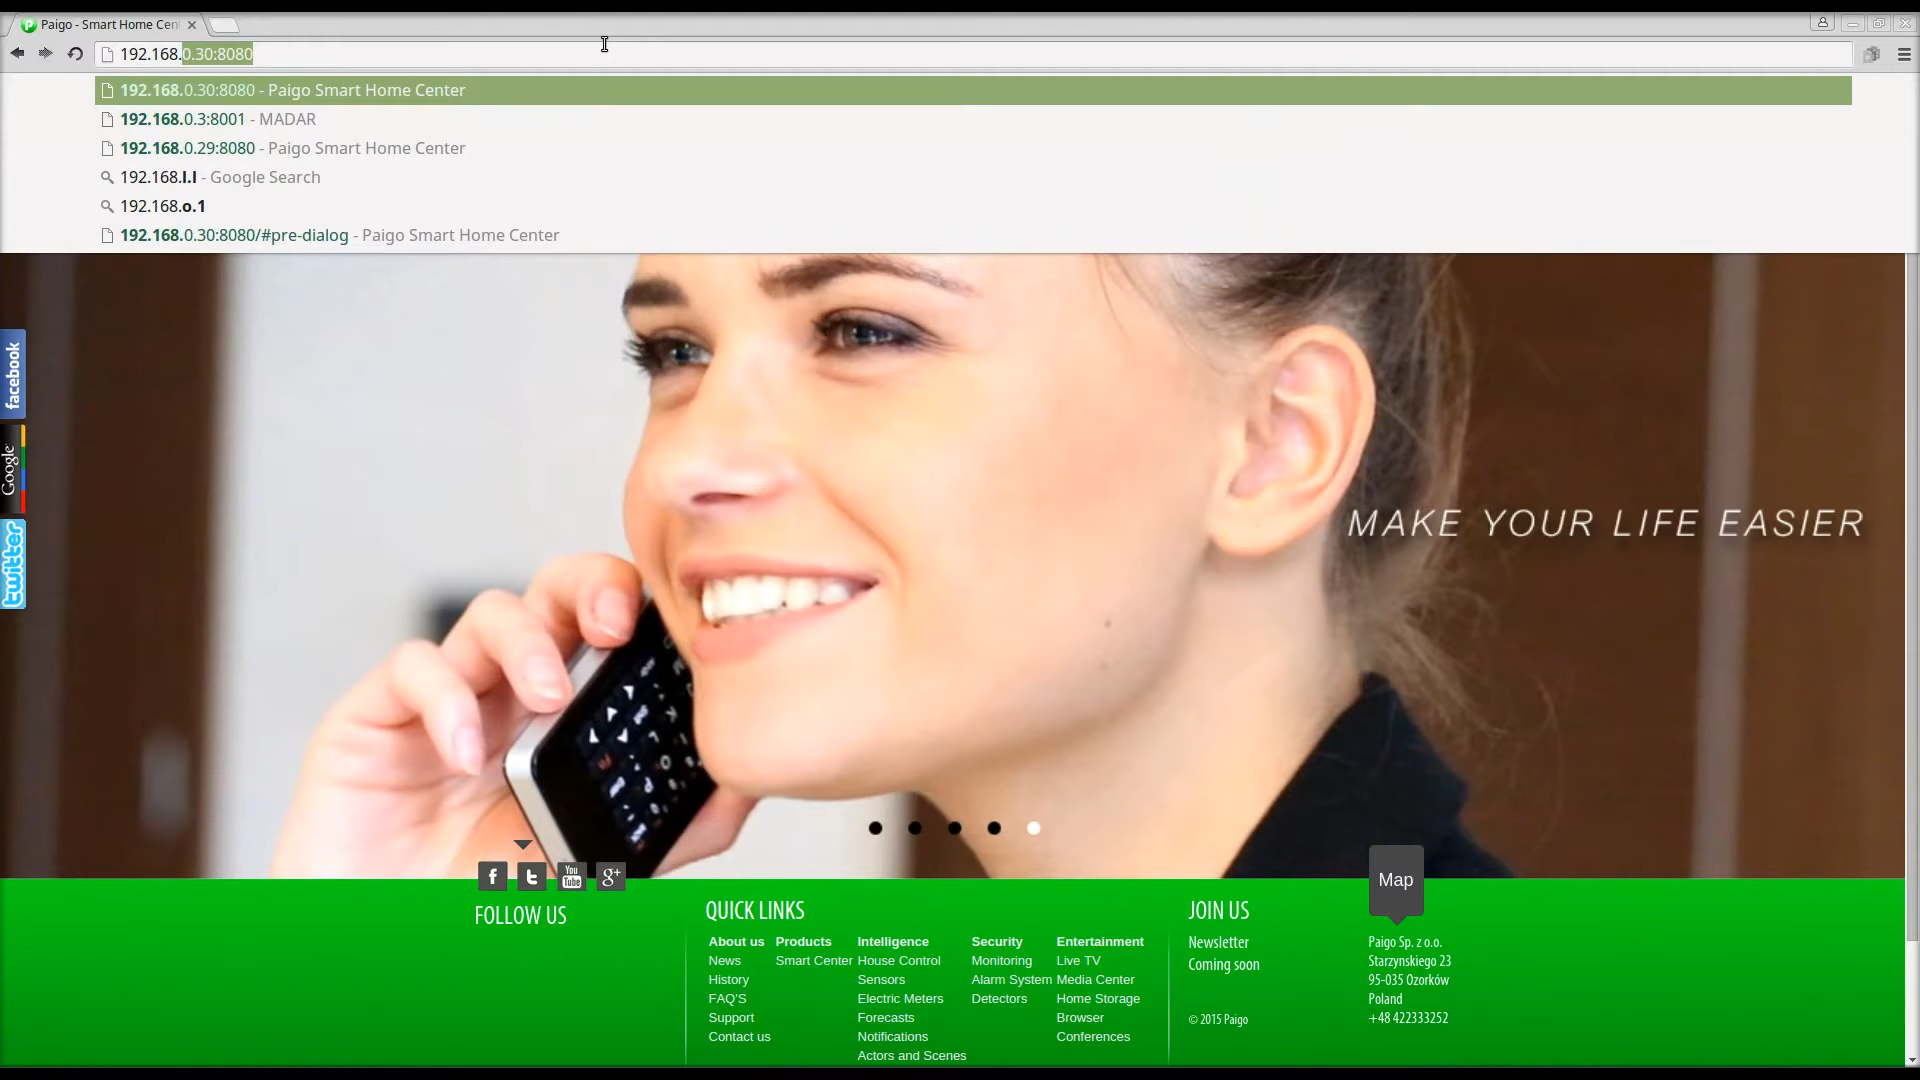 Paigo - Smart Home Cen
192.168.0.30:8080
192.168.0.30:8080 - Paigo Smart Home Center
192.168.0.3:8001 - MADAR
192.168.0.29:8080 - Paigo Smart Home Center
192.168.l.l - Google Search
192.168.o.1
192.168.0.30:8080/#pre-dialog - Paigo Smart Home Center
facebook
Google
twitter
MAKE YOUR LIFE EASIER
f t You Tube g+
FOLLOW US
QUICK LINKS
About us
News
History
FAQ'S
Support
Contact us
Products
Smart Center
Intelligence
House Control
Sensors
Electric Meters
Forecasts
Notifications
Actors and Scenes
Security
Monitoring
Alarm System
Detectors
Entertainment
Live TV
Media Center
Home Storage
Browser
Conferences
JOIN US
Newsletter
Coming soon
© 2015 Paigo
Map
Paigo Sp. z o.o.
Starzynskiego 23
95-035 Ozorków
Poland
+48 422333252